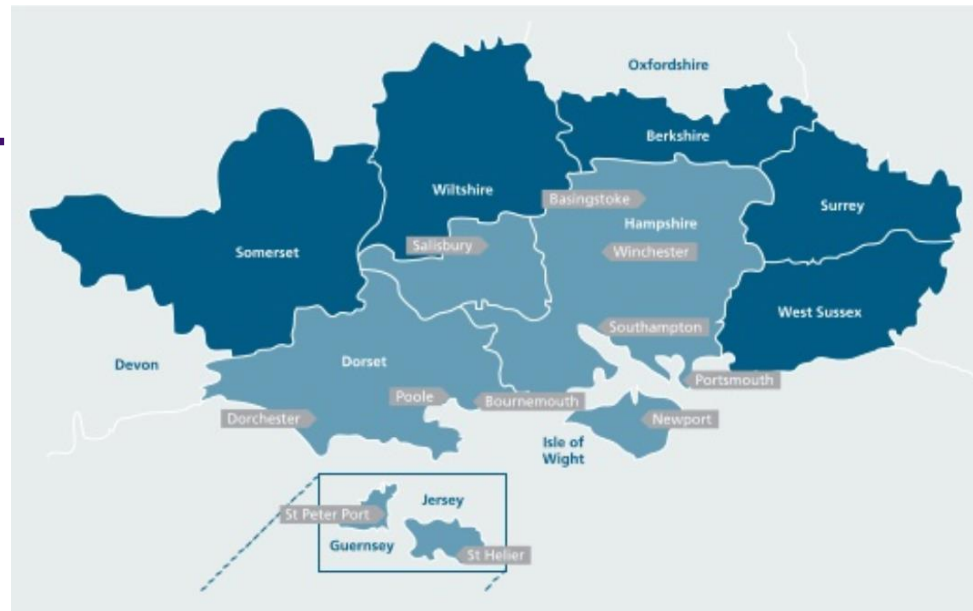 Oxfordshire
Berkshire
Wiltshire
Basingstoke
Surrey
Hampshire
Salisbury
Winchester
Somerset
West Sussex
Southampton
Dorset
Devon
Portsmouth
Poole
Bournemouth
Dorchester
Newport
Isle of
Wight
Jersey
St Peter Port
Guernsey
St Helier